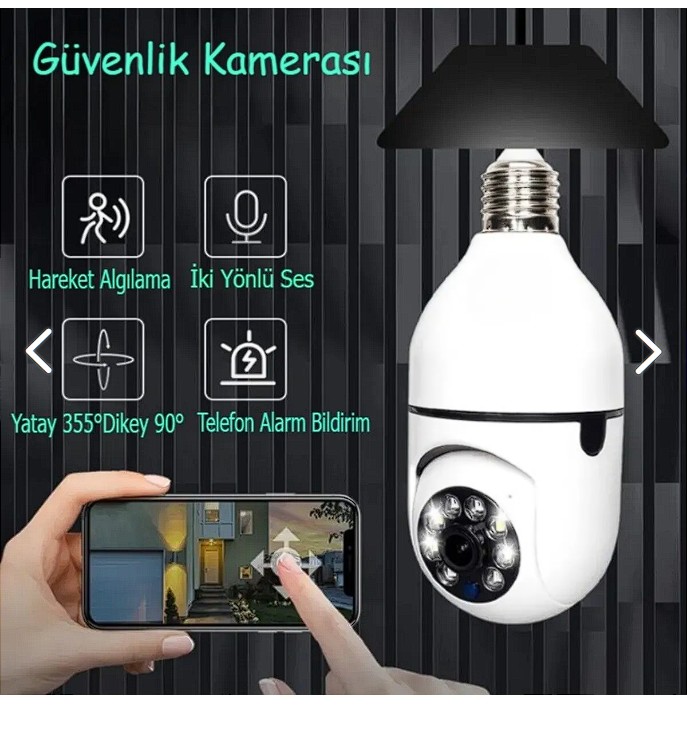 Güvenlik Kamerası
Hareket Algılama
İki Yönlü Ses
Yatay 355°Dikey 90°
Telefon Alarm Bildirim